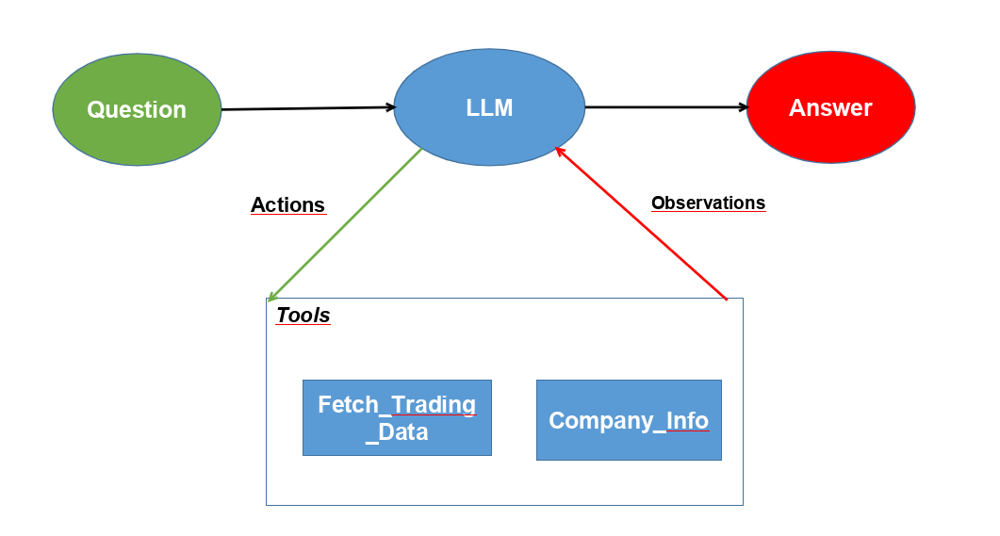 Question
LLM
Answer
Actions
Observations
Tools
Fetch_Trading
_Data
Company_Info